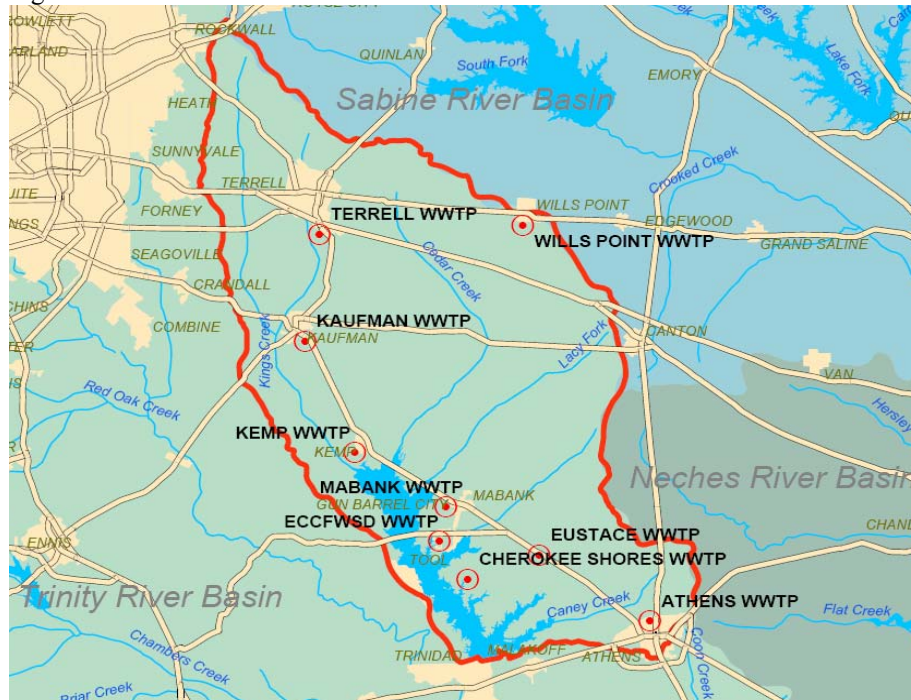 ROCKWALL
QUINLAN
South Fork
EMORY
Lake Fork
HEATH
Sabine River Basin
SUNNYVALE
Crooked Creek
TERRELL
WILLS POINT
FORNEY
TERRELL WWTP
EDGEWOOD
WILLS POINT WWTP
GRAND SALINE
SEAGOVILLE
Cedar Creek
CRANDALL
COMBINE
KAUFMAN WWTP
KAUFMAN
Lacy Fork
CANTON
Kings Creek
VAN
Red Oak Creek
KEMP WWTP
KEMP
Neches River Basin
MABANK WWTP
MABANK
GUN BARREL CITY
ECCFWSD WWTP
EUSTACE WWTP
ENNIS
TOOL
CHEROKEE SHORES WWTP
Trinity River Basin
Caney Creek
ATHENS WWTP
Flat Creek
Chambers Creek
TRINIDAD
MALAKOFF
ATHENS
Coon Creek
Briar Creek